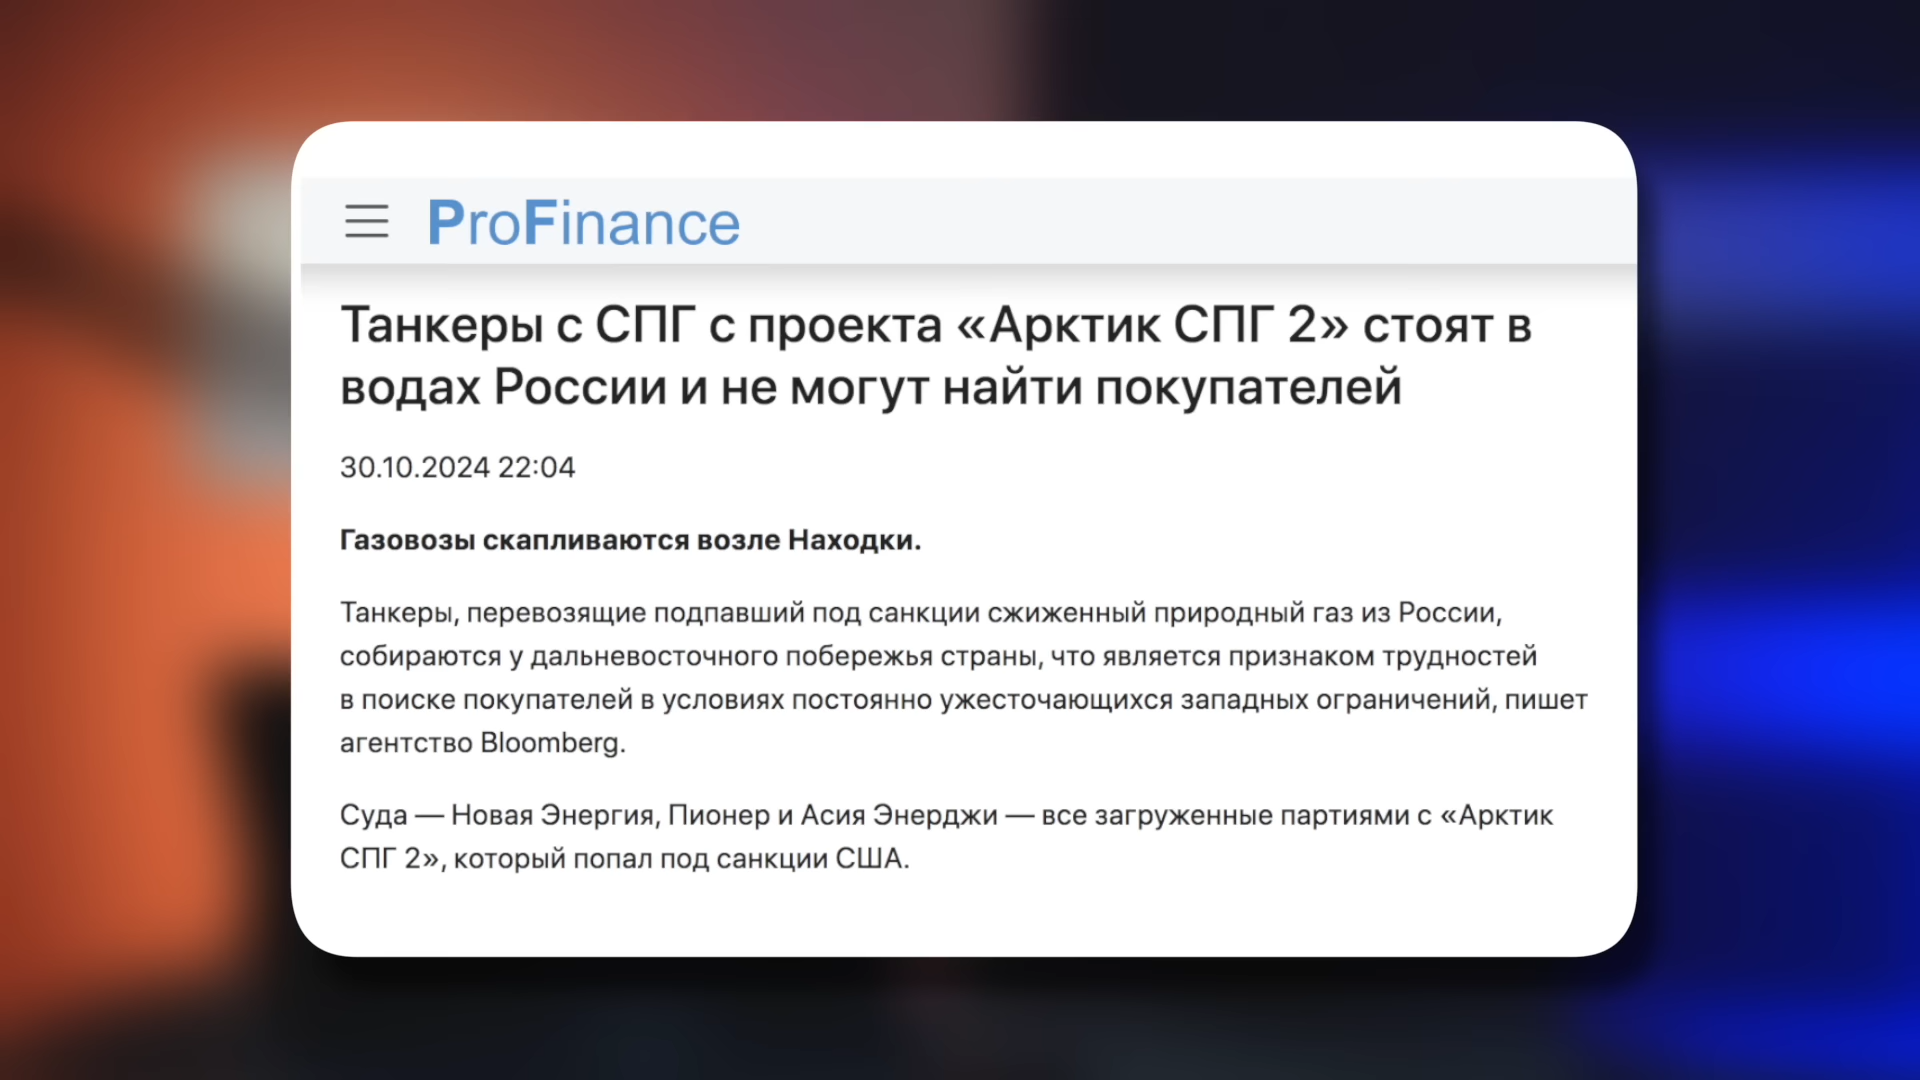 ProFinance
Танкеры с СПГ с проекта «Арктик СПГ 2» стоят в
водах России и не могут найти покупателей
30.10.2024 22:04
Газовозы скапливаются возле Находки.
Танкеры, перевозящие подпавший под санкции сжиженный природный газ из России,
собираются у дальневосточного побережья страны, что является признаком трудностей
в поиске покупателей в условиях постоянно ужесточающихся западных ограничений, пишет
агентство Bloomberg.
Суда — Новая Энергия, Пионер и Асия Энерджи — все загруженные партиями с «Арктик
СПГ 2», который попал под санкции США.